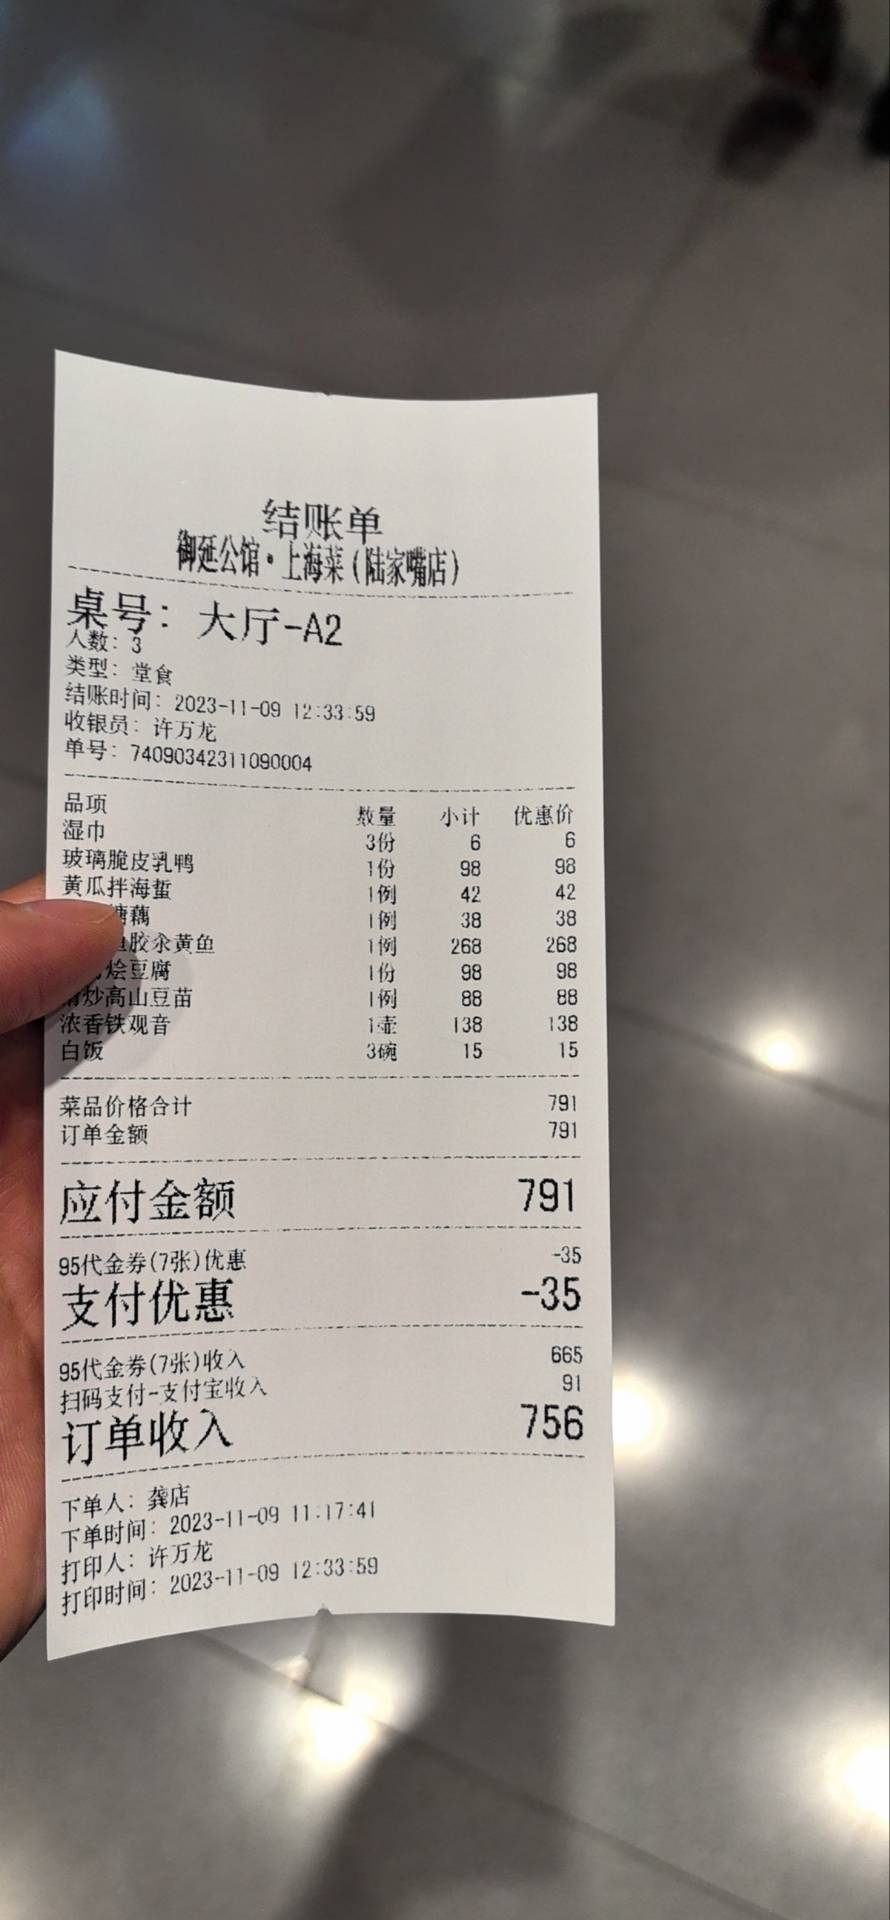 结账单
御延公馆·上海菜(陆家嘴店)
桌号: 大厅-A2
人数: 3
类型: 堂食
结账时间: 2023-11-09 12:33:59
收银员: 许万龙
单号: 74090342311090004
品项 数量 小计 优惠价
湿巾 3份 6 6
玻璃脆皮乳鸭 1份 98 98
黄瓜拌海蜇 1例 42 42
糖藕 1例 38 38
鱼胶汆黄鱼 1例 268 268
烩豆腐 1份 98 98
清炒高山豆苗 1例 88 88
浓香铁观音 1壶 138 138
白饭 3碗 15 15
菜品价格合计 791
订单金额 791
应付金额 791
95代金券(7张)优惠 -35
支付优惠 -35
95代金券(7张)收入 665
扫码支付-支付宝收入 91
订单收入 756
下单人: 龚店
下单时间: 2023-11-09 11:17:41
打印人: 许万龙
打印时间: 2023-11-09 12:33:59